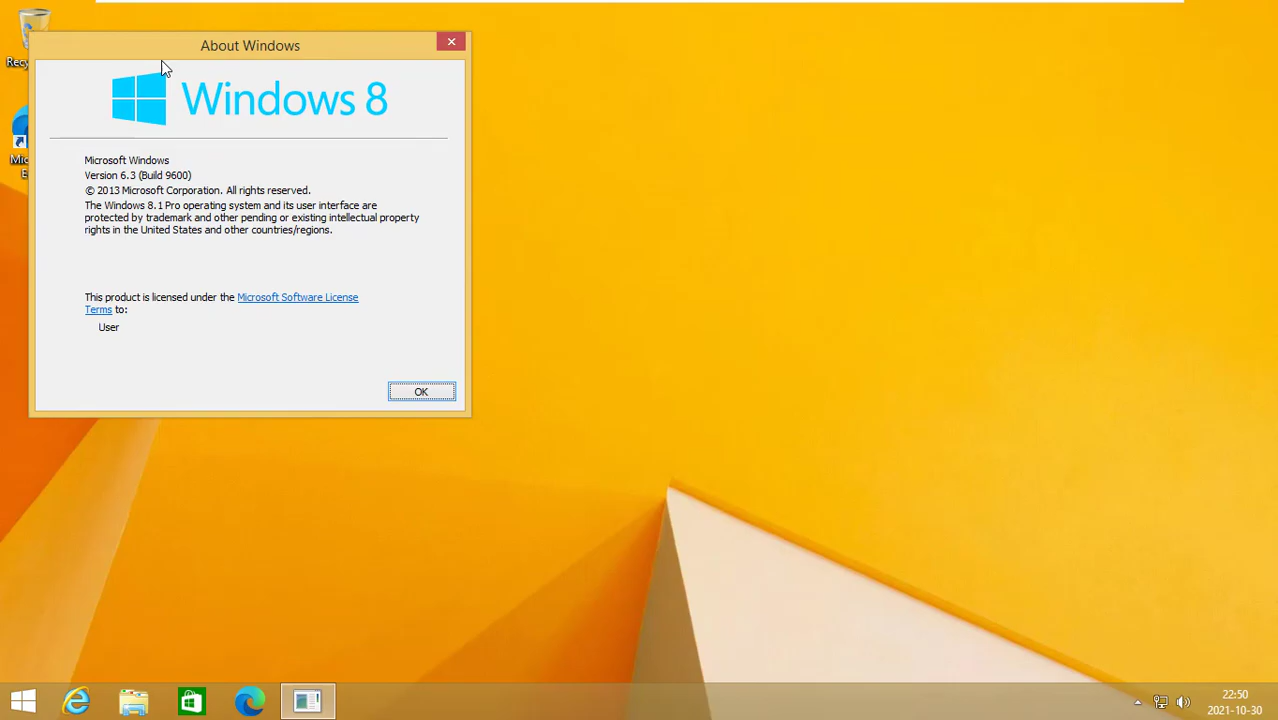 About Windows
Windows 8
Microsoft Windows
Version 6.3 (Build 9600)
© 2013 Microsoft Corporation. All rights reserved.
The Windows 8.1 Pro operating system and its user interface are
protected by trademark and other pending or existing intellectual property
rights in the United States and other countries/regions.
This product is licensed under the Microsoft Software License
Terms to:
User
OK
22:50
2021-10-30